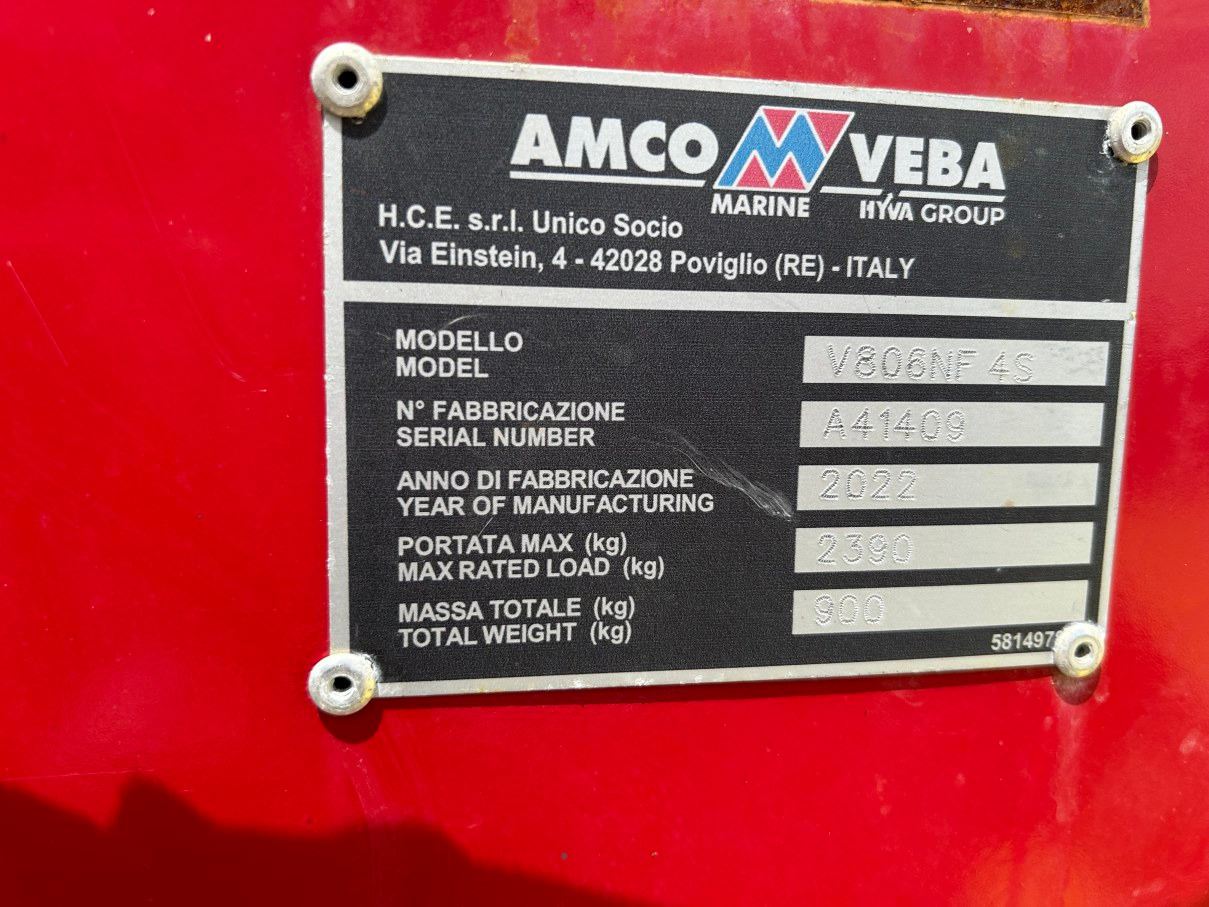 AMCO VEBA
MARINE HYVA GROUP
H.C.E. s.r.l. Unico Socio
Via Einstein, 4 - 42028 Poviglio (RE) - ITALY
MODELLO
MODEL
V806NF 4S
N° FABBRICAZIONE
SERIAL NUMBER
A41409
ANNO DI FABBRICAZIONE
YEAR OF MANUFACTURING
2022
PORTATA MAX (kg)
MAX RATED LOAD (kg)
2390
MASSA TOTALE (kg)
TOTAL WEIGHT (kg)
900